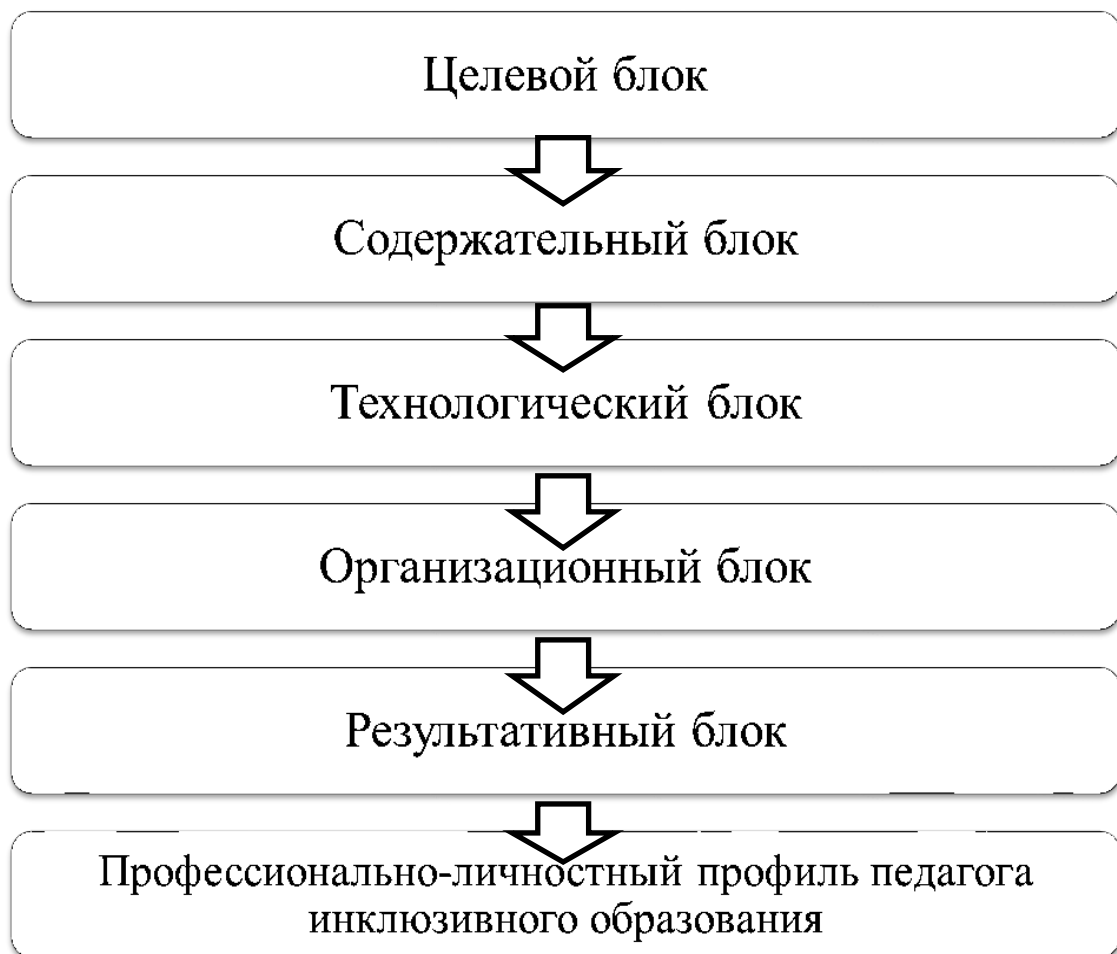 Целевой блок
Содержательный блок
Технологический блок
Организационный блок
Результативный блок
Профессионально-личностный профиль педагога
инклюзивного образования